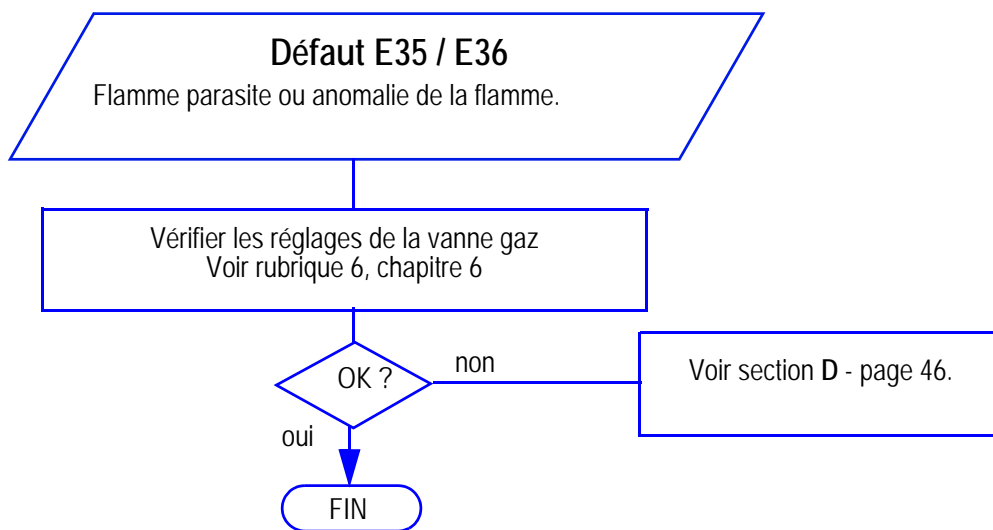 Défaut E35 / E36
Flamme parasite ou anomalie de la flamme.
Vérifier les réglages de la vanne gaz
Voir rubrique 6, chapitre 6
OK ?
non
Voir section D - page 46.
oui
FIN